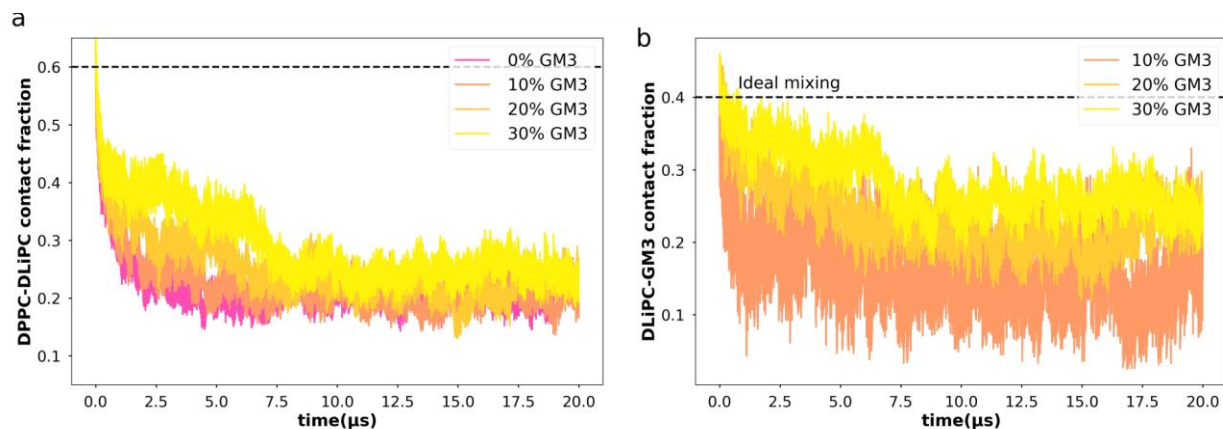 a
DPPC-DLiPC contact fraction
0.6
0.5
0.4
0.3
0.2
0.1
0% GM3
10% GM3
20% GM3
30% GM3
0.0 2.5 5.0 7.5 10.0 12.5 15.0 17.5 20.0
time(μs)
b
DLiPC-GM3 contact fraction
0.4
0.3
0.2
0.1
Ideal mixing
10% GM3
20% GM3
30% GM3
0.0 2.5 5.0 7.5 10.0 12.5 15.0 17.5 20.0
time(μs)